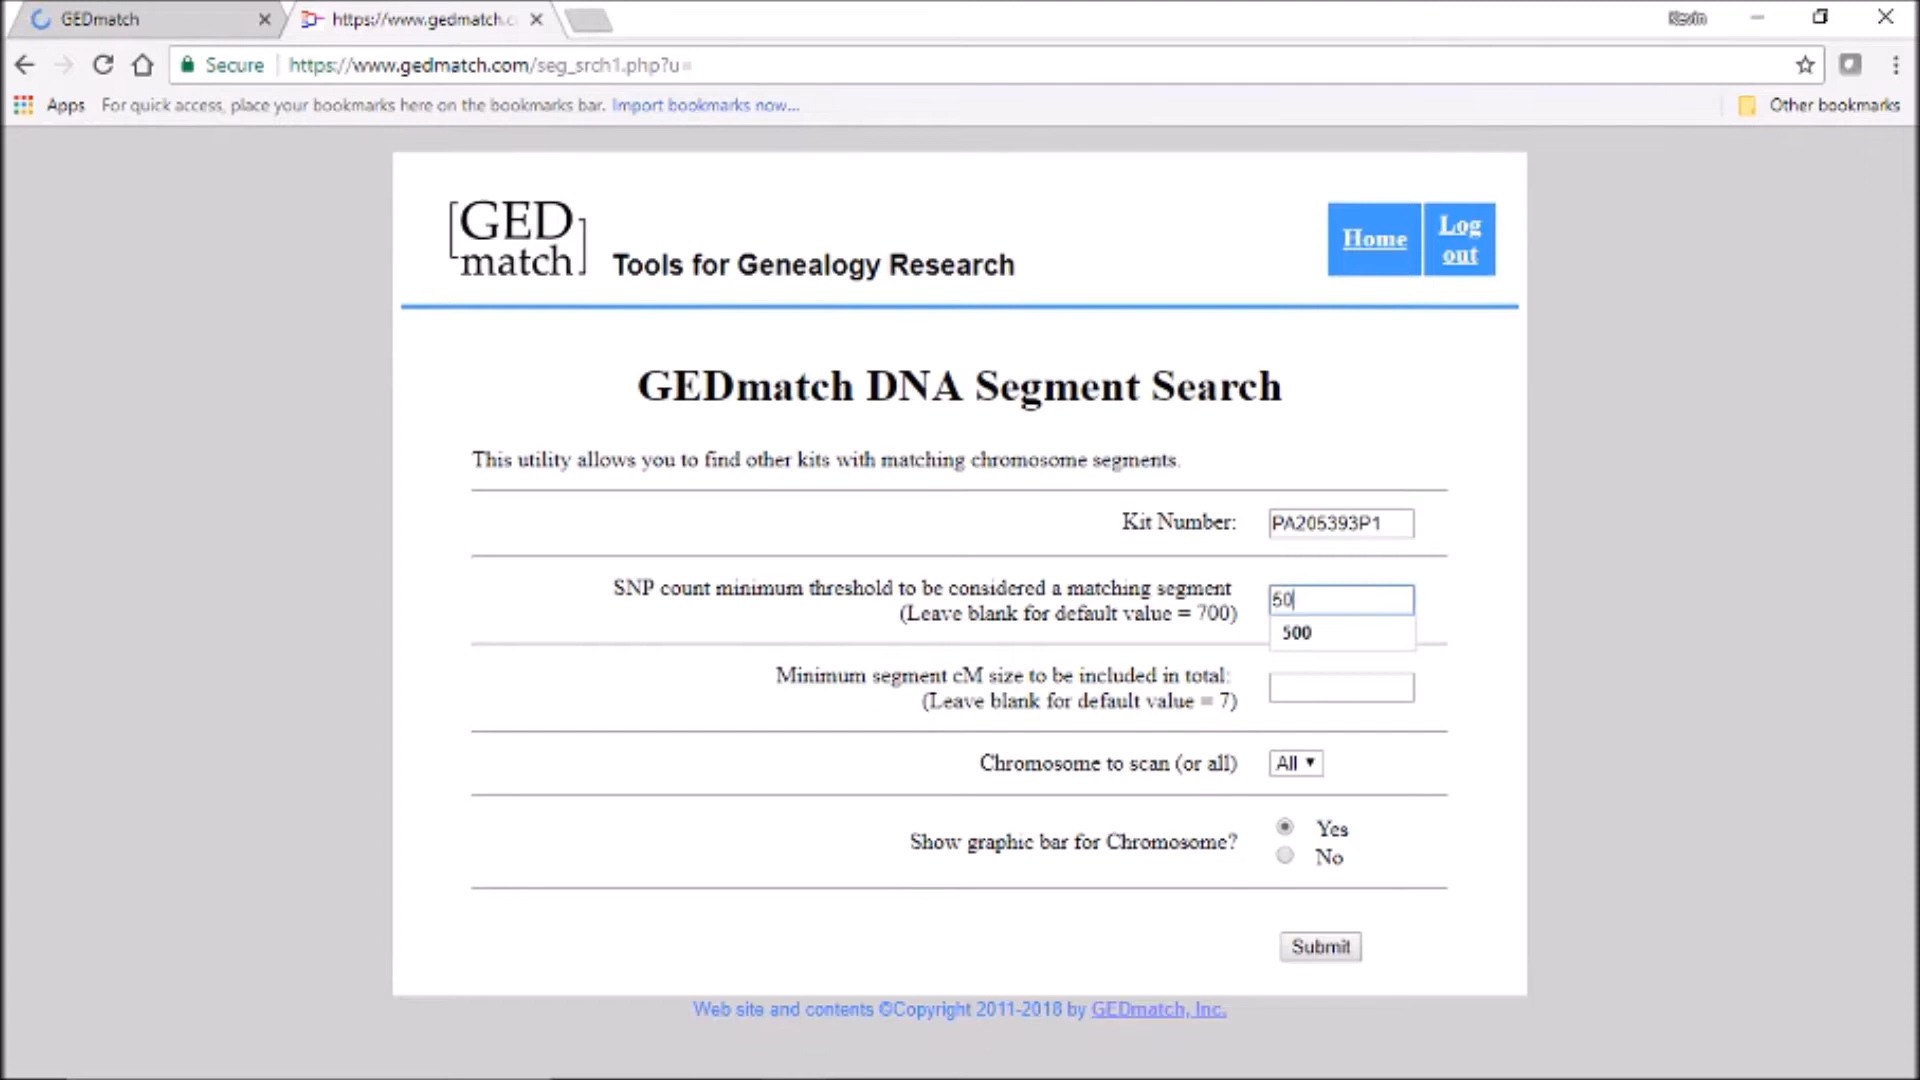 GEDmatch
https://www.gedmatch.c
Kevin
Secure
https://www.gedmatch.com/seg_srch1.php?u=
Apps
For quick access, place your bookmarks here on the bookmarks bar. Import bookmarks now...
Other bookmarks
[GED
match]
Tools for Genealogy Research
Home
Log
out
GEDmatch DNA Segment Search
This utility allows you to find other kits with matching chromosome segments.
Kit Number:
PA205393P1
SNP count minimum threshold to be considered a matching segment
(Leave blank for default value = 700)
50
500
Minimum segment cM size to be included in total:
(Leave blank for default value = 7)
Chromosome to scan (or all)
All
Show graphic bar for Chromosome?
Yes
No
Submit
Web site and contents ©Copyright 2011-2018 by GEDmatch, Inc.